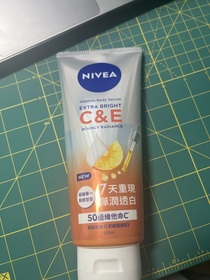 NIVEA
Vitamin Body Serum
EXTRA BRIGHT
C&E
BOUNCY RADIANCE
NEW
7天重現
彈潤透白
50倍維他命C